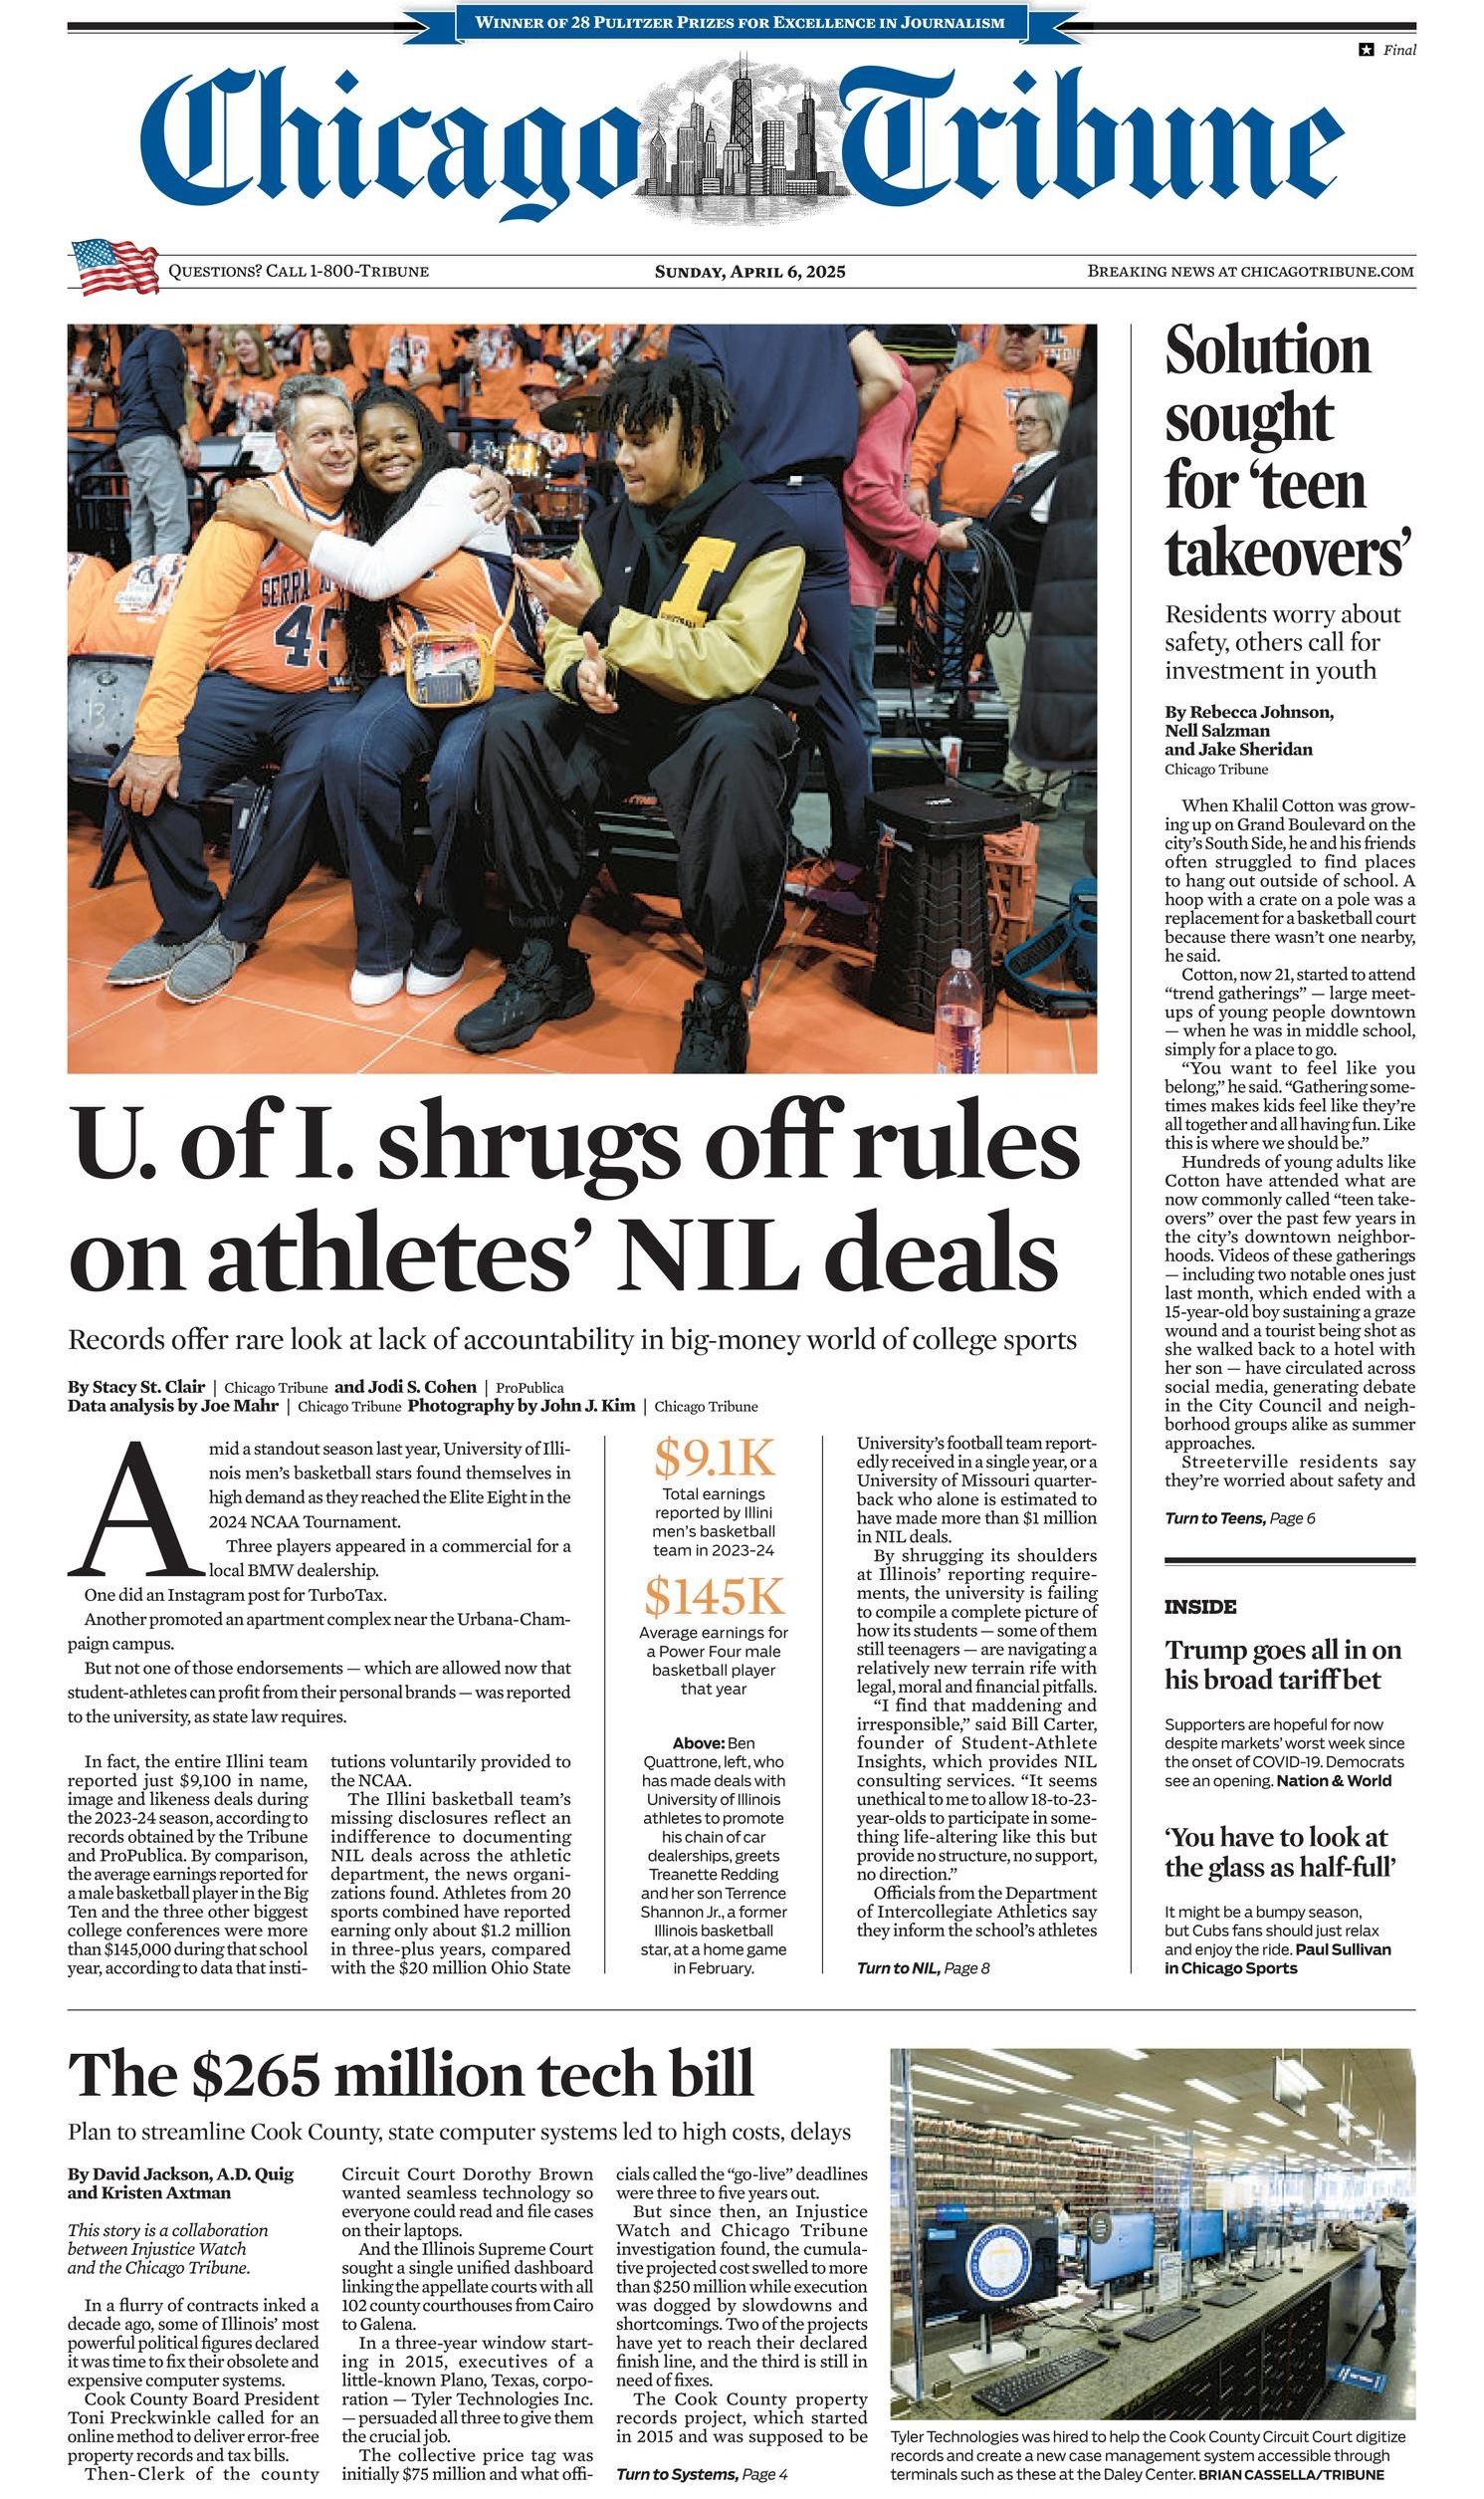 WINNER OF 28 PULITZER PRIZES FOR EXCELLENCE IN JOURNALISM
Final
Chicago Tribune
QUESTIONS? CALL 1-800-TRIBUNE
SUNDAY, APRIL 6, 2025
BREAKING NEWS AT CHICAGOTRIBUNE.COM
SERRA
45
13
I
U. of I. shrugs off rules
on athletes’ NIL deals
Records offer rare look at lack of accountability in big-money world of college sports
By Stacy St. Clair | Chicago Tribune and Jodi S. Cohen | ProPublica
Data analysis by Joe Mahr | Chicago Tribune Photography by John J. Kim | Chicago Tribune
Amid a standout season last year, University of Illi-
nois men’s basketball stars found themselves in
high demand as they reached the Elite Eight in the
2024 NCAA Tournament.
Three players appeared in a commercial for a
local BMW dealership.
One did an Instagram post for TurboTax.
Another promoted an apartment complex near the Urbana-Cham-
paign campus.
But not one of those endorsements — which are allowed now that
student-athletes can profit from their personal brands — was reported
to the university, as state law requires.
In fact, the entire Illini team
reported just $9,100 in name,
image and likeness deals during
the 2023-24 season, according to
records obtained by the Tribune
and ProPublica. By comparison,
the average earnings reported for
a male basketball player in the Big
Ten and the three other biggest
college conferences were more
than $145,000 during that school
year, according to data that insti-
tutions voluntarily provided to
the NCAA.
The Illini basketball team’s
missing disclosures reflect an
indifference to documenting
NIL deals across the athletic
department, the news organi-
zations found. Athletes from 20
sports combined have reported
earning only about $1.2 million
in three-plus years, compared
with the $20 million Ohio State
$9.1K
Total earnings
reported by Illini
men’s basketball
team in 2023-24
$145K
Average earnings for
a Power Four male
basketball player
that year
Above: Ben
Quattrone, left, who
has made deals with
University of Illinois
athletes to promote
his chain of car
dealerships, greets
Treanette Redding
and her son Terrence
Shannon Jr., a former
Illinois basketball
star, at a home game
in February.
University’s football team report-
edly received in a single year, or a
University of Missouri quarter-
back who alone is estimated to
have made more than $1 million
in NIL deals.
By shrugging its shoulders
at Illinois’ reporting require-
ments, the university is failing
to compile a complete picture of
how its students — some of them
still teenagers — are navigating a
relatively new terrain rife with
legal, moral and financial pitfalls.
“I find that maddening and
irresponsible,” said Bill Carter,
founder of Student-Athlete
Insights, which provides NIL
consulting services. “It seems
unethical to me to allow 18-to-23-
year-olds to participate in some-
thing life-altering like this but
provide no structure, no support,
no direction.”
Officials from the Department
of Intercollegiate Athletics say
they inform the school’s athletes
Turn to NIL, Page 8
Solution
sought
for ‘teen
takeovers’
Residents worry about
safety, others call for
investment in youth
By Rebecca Johnson,
Nell Salzman
and Jake Sheridan
Chicago Tribune
When Khalil Cotton was grow-
ing up on Grand Boulevard on the
city’s South Side, he and his friends
often struggled to find places
to hang out outside of school. A
hoop with a crate on a pole was a
replacement for a basketball court
because there wasn’t one nearby,
he said.
Cotton, now 21, started to attend
“trend gatherings” — large meet-
ups of young people downtown
— when he was in middle school,
simply for a place to go.
“You want to feel like you
belong,” he said. “Gathering some-
times makes kids feel like they’re
all together and all having fun. Like
this is where we should be.”
Hundreds of young adults like
Cotton have attended what are
now commonly called “teen take-
overs” over the past few years in
the city’s downtown neighbor-
hoods. Videos of these gatherings
— including two notable ones just
last month, which ended with a
15-year-old boy sustaining a graze
wound and a tourist being shot as
she walked back to a hotel with
her son — have circulated across
social media, generating debate
in the City Council and neigh-
borhood groups alike as summer
approaches.
Streeterville residents say
they’re worried about safety and
Turn to Teens, Page 6
INSIDE
Trump goes all in on
his broad tariff bet
Supporters are hopeful for now
despite markets’ worst week since
the onset of COVID-19. Democrats
see an opening. Nation & World
‘You have to look at
the glass as half-full’
It might be a bumpy season,
but Cubs fans should just relax
and enjoy the ride. Paul Sullivan
in Chicago Sports
The $265 million tech bill
Plan to streamline Cook County, state computer systems led to high costs, delays
By David Jackson, A.D. Quig
and Kristen Axtman
This story is a collaboration
between Injustice Watch
and the Chicago Tribune.
In a flurry of contracts inked a
decade ago, some of Illinois’ most
powerful political figures declared
it was time to fix their obsolete and
expensive computer systems.
Cook County Board President
Toni Preckwinkle called for an
online method to deliver error-free
property records and tax bills.
Then-Clerk of the county
Circuit Court Dorothy Brown
wanted seamless technology so
everyone could read and file cases
on their laptops.
And the Illinois Supreme Court
sought a single unified dashboard
linking the appellate courts with all
102 county courthouses from Cairo
to Galena.
In a three-year window start-
ing in 2015, executives of a
little-known Plano, Texas, corpo-
ration — Tyler Technologies Inc.
— persuaded all three to give them
the crucial job.
The collective price tag was
initially $75 million and what offi-
cials called the “go-live” deadlines
were three to five years out.
But since then, an Injustice
Watch and Chicago Tribune
investigation found, the cumula-
tive projected cost swelled to more
than $250 million while execution
was dogged by slowdowns and
shortcomings. Two of the projects
have yet to reach their declared
finish line, and the third is still in
need of fixes.
The Cook County property
records project, which started
in 2015 and was supposed to be
Turn to Systems, Page 4
Tyler Technologies was hired to help the Cook County Circuit Court digitize
records and create a new case management system accessible through
terminals such as these at the Daley Center. BRIAN CASSELLA/TRIBUNE